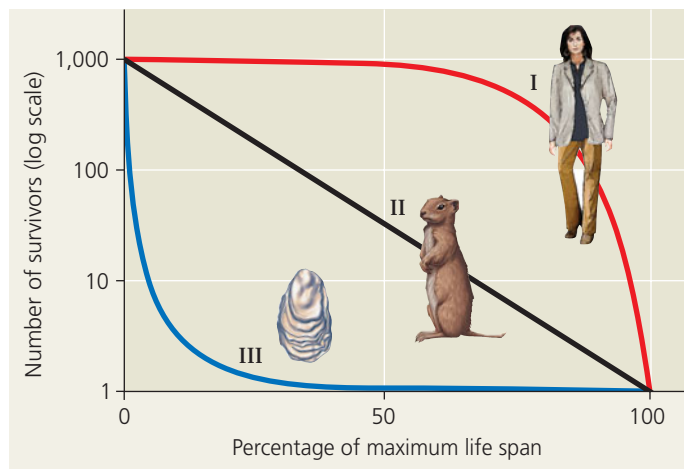 Number of survivors (log scale)
1,000
100
10
1
I
II
III
0
50
100
Percentage of maximum life span